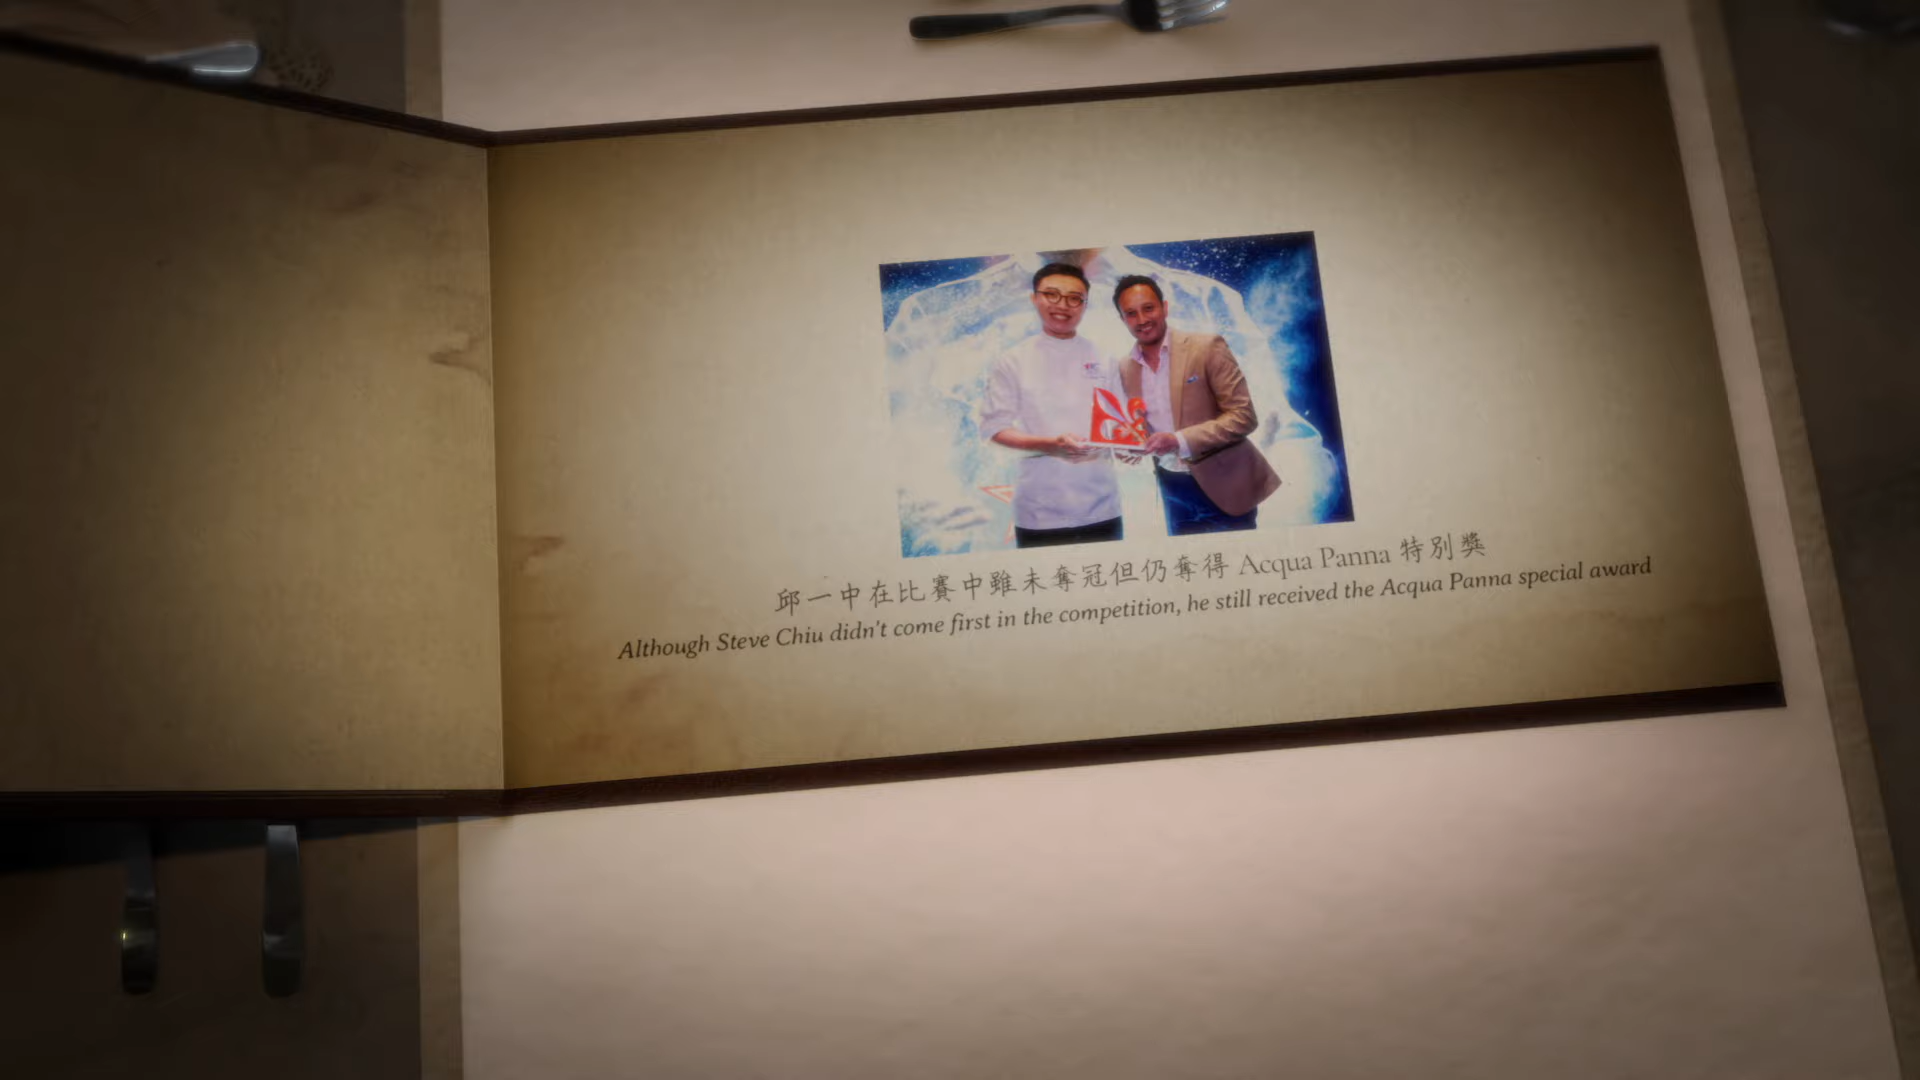 邱一中在比賽中雖未奪冠但仍奪得 Acqua Panna 特別獎
Although Steve Chiu didn't come first in the competition, he still received the Acqua Panna special award